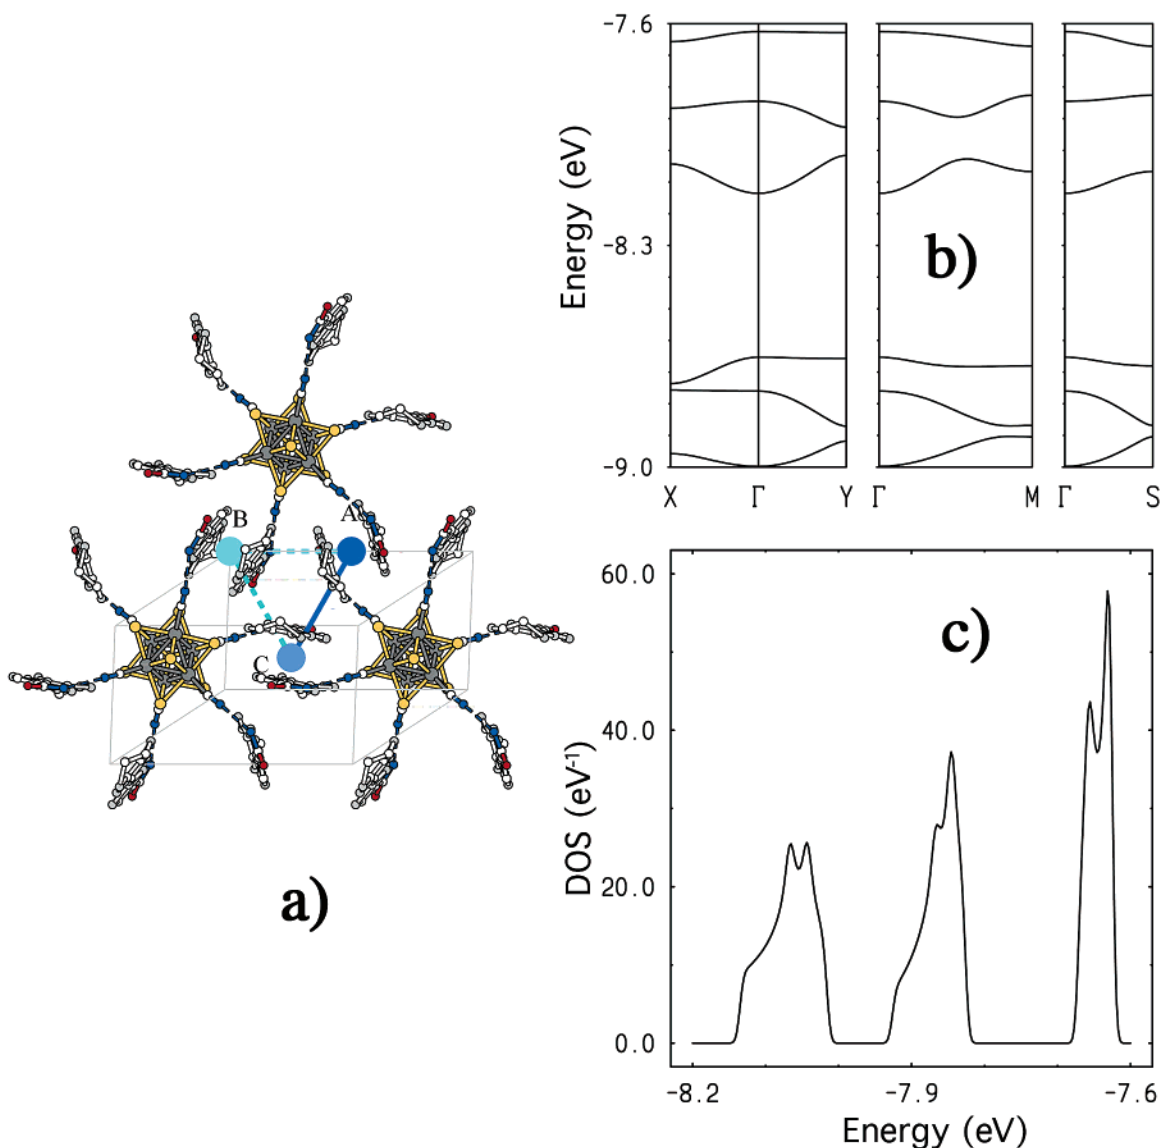 B
A
C
a)
-7.6
-8.3
-9.0
Energy (eV)
b)
X Γ Y Γ M Γ S
60.0
40.0
20.0
0.0
DOS (eV⁻¹)
c)
-8.2 -7.9 -7.6
Energy (eV)